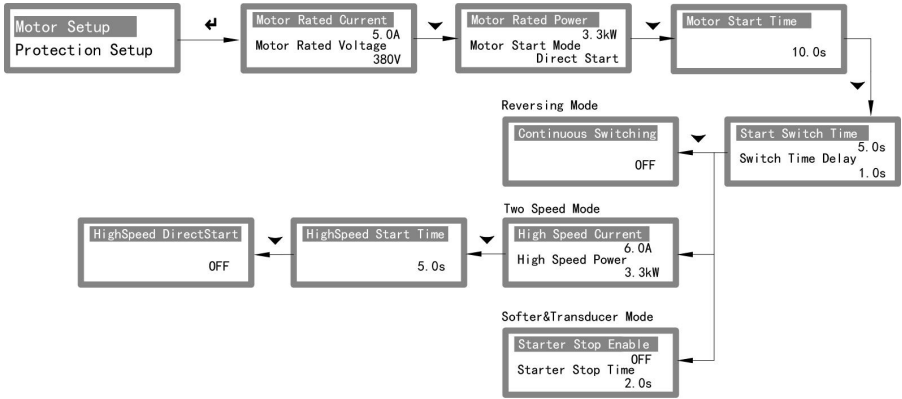 Motor Setup
Protection Setup
Motor Rated Current
5.0A
Motor Rated Voltage
380V
Motor Rated Power
3.3kW
Motor Start Mode
Direct Start
Motor Start Time
10.0s
Start Switch Time
5.0s
Switch Time Delay
1.0s
Reversing Mode
Continuous Switching
OFF
Two Speed Mode
High Speed Current
6.0A
High Speed Power
3.3kW
HighSpeed Start Time
5.0s
HighSpeed DirectStart
OFF
Softer&Transducer Mode
Starter Stop Enable
OFF
Starter Stop Time
2.0s